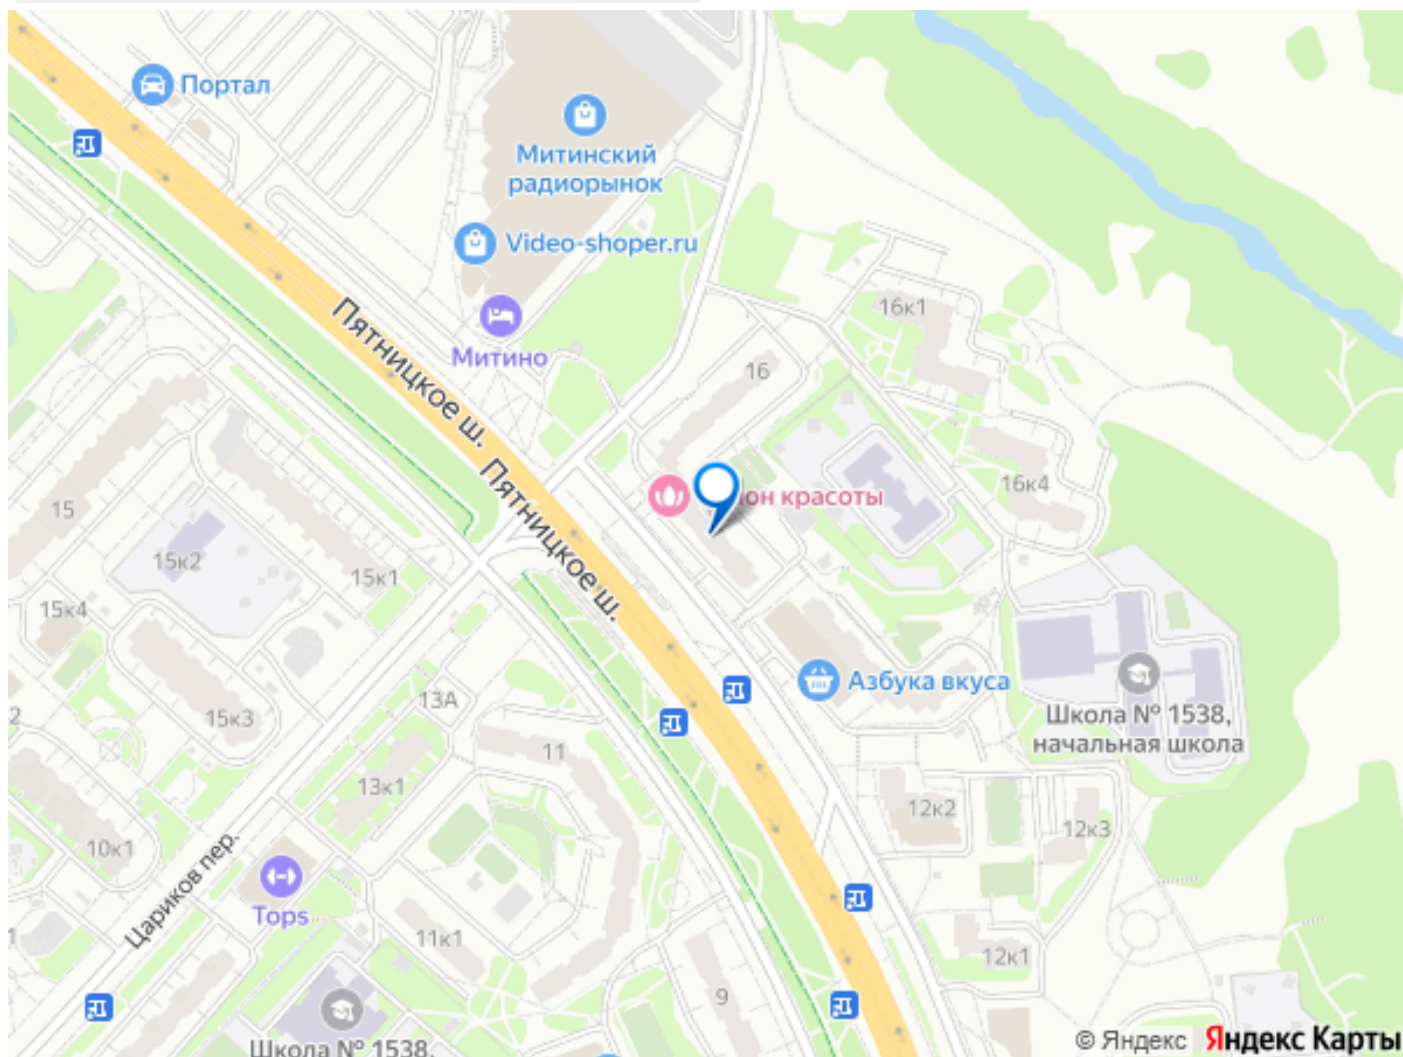 Портал
Митинский
радиорынок
Video-shoper.ru
Митино
Пятницкое ш.
Пятницкое ш.
16к1
16
16к4
красоты
15
15к2
15к1
15к4
2
15к3
13А
13к1
11
Азбука вкуса
Школа № 1538,
начальная школа
12к2
12к3
10к1
Цариков пер.
Tops
11к1
12к1
9
1
Школа № 1538,
© Яндекс Яндекс Карты